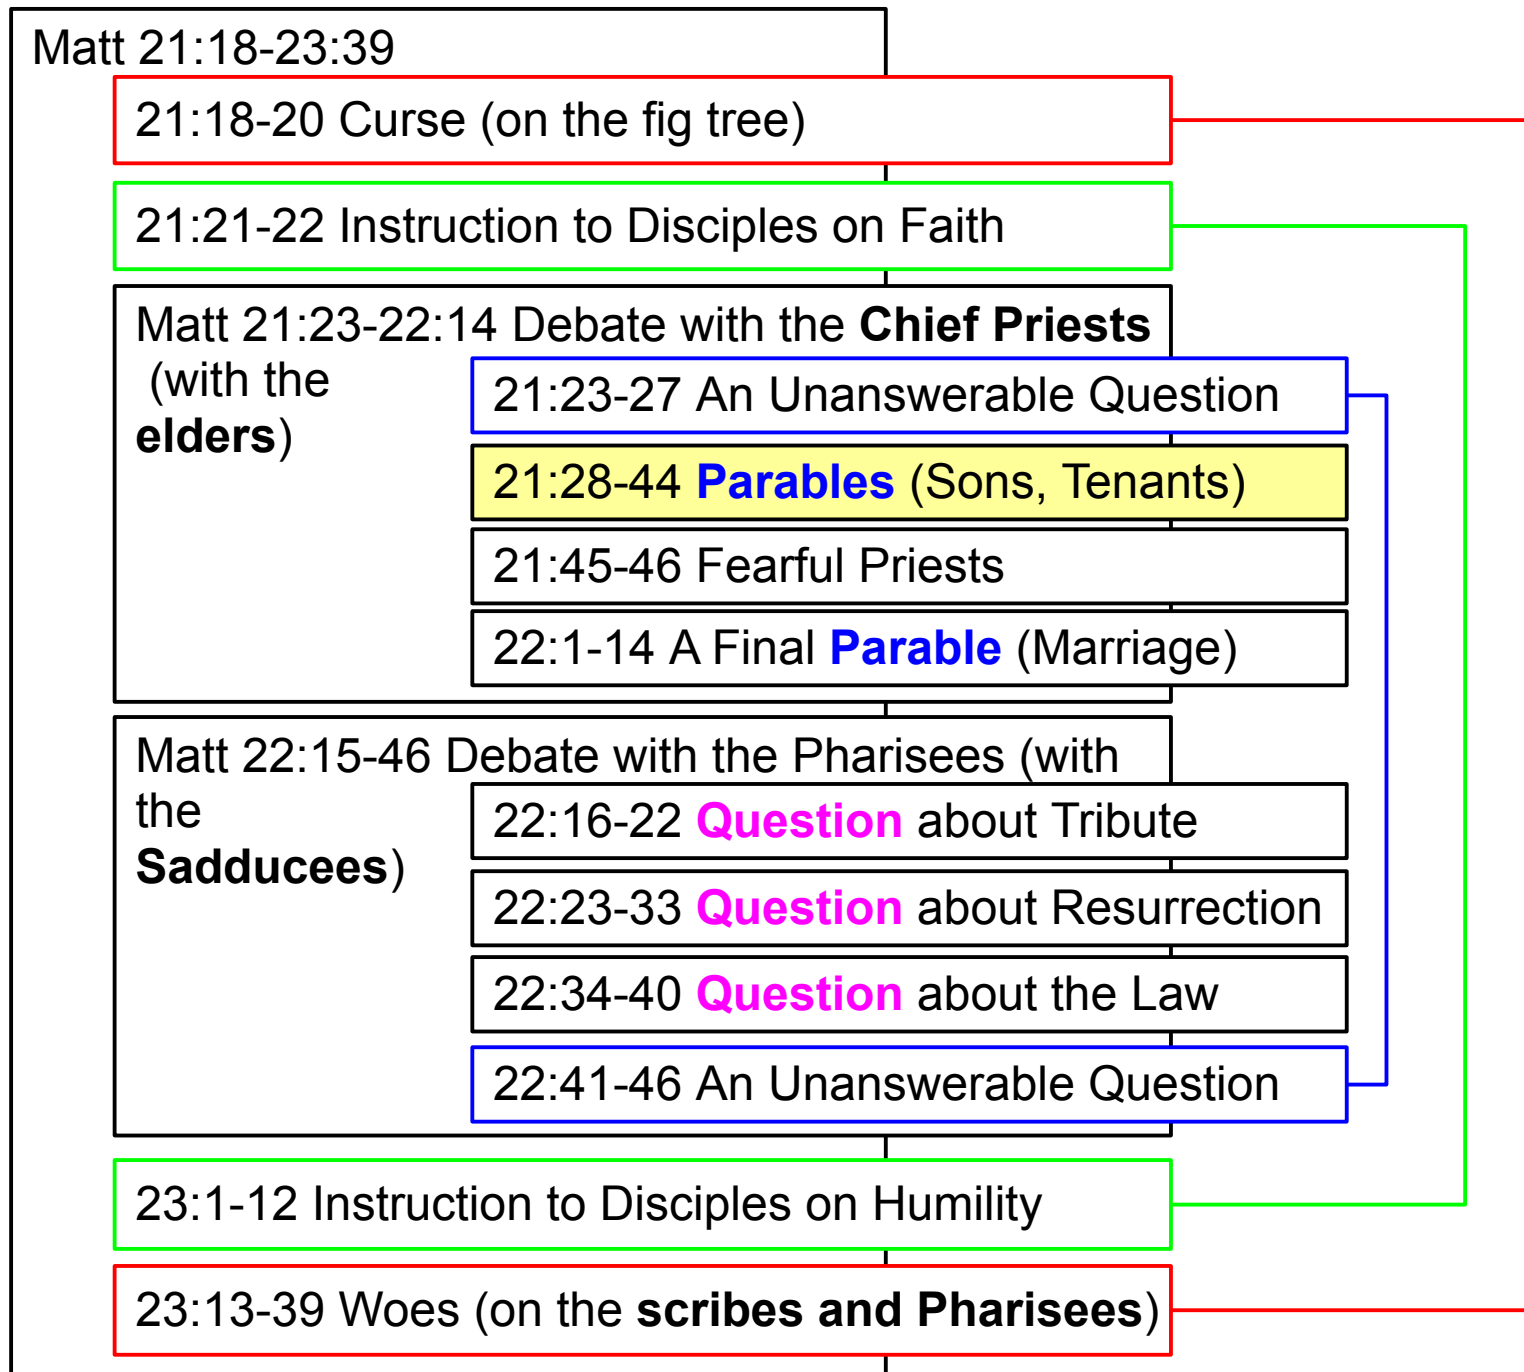 Matt 21:18-23:39
21:18-20 Curse (on the fig tree)
21:21-22 Instruction to Disciples on Faith
Matt 21:23-22:14 Debate with the Chief Priests
(with the
elders)
21:23-27 An Unanswerable Question
21:28-44 Parables (Sons, Tenants)
21:45-46 Fearful Priests
22:1-14 A Final Parable (Marriage)
Matt 22:15-46 Debate with the Pharisees (with
the
Sadducees)
22:16-22 Question about Tribute
22:23-33 Question about Resurrection
22:34-40 Question about the Law
22:41-46 An Unanswerable Question
23:1-12 Instruction to Disciples on Humility
23:13-39 Woes (on the scribes and Pharisees)